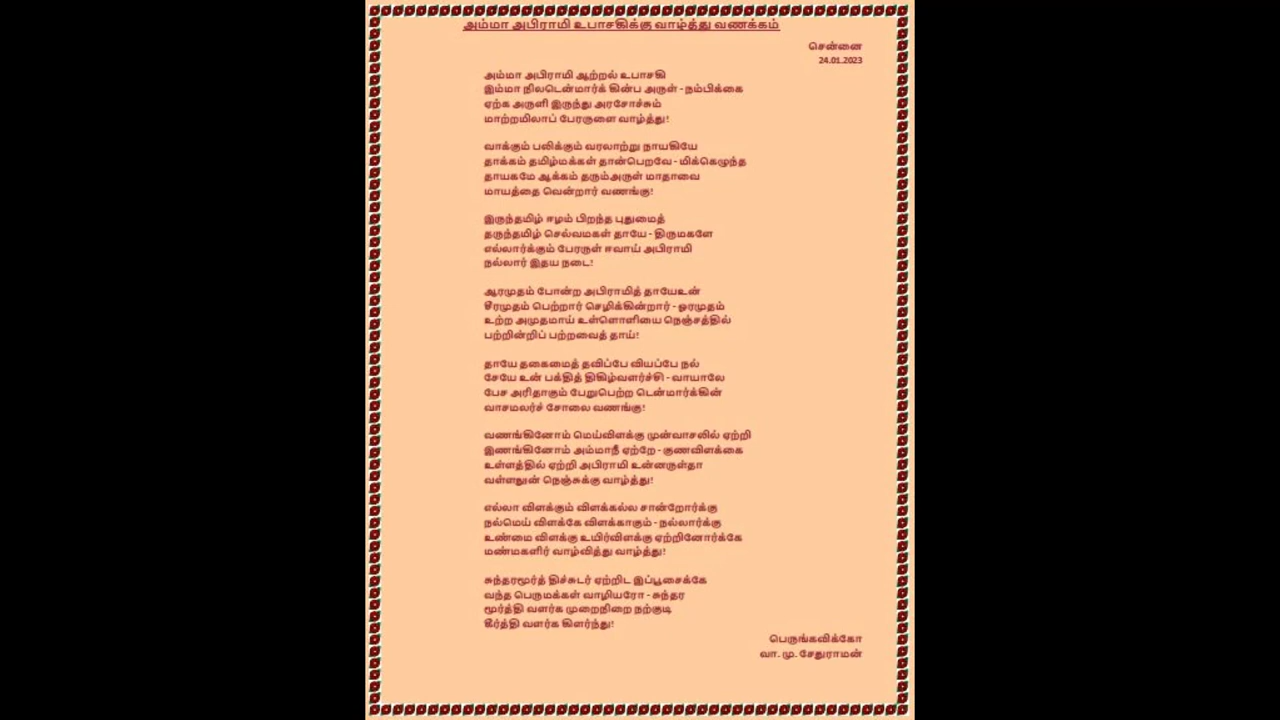 அம்மா அபிராமி உபாசகிக்கு வாழ்த்து வணக்கம்
சென்னை
24.01.2023
அம்மா அபிராமி ஆற்றல் உபாசகி
இம்மா நிலடென்மார்க் கின்ப அருள் - நம்பிக்கை
ஏற்க அருளி இருந்து அரசோச்சும்
மாற்றமிலாப் பேரருளை வாழ்த்து!
வாக்கும் பலிக்கும் வரலாற்று நாயகியே
தாக்கம் தமிழ்மக்கள் தான்பெறவே - மிக்கெழுந்த
தாயகமே ஆக்கம் தரும்அருள் மாதாவை
மாயத்தை வென்றார் வணங்கு!
இருந்தமிழ் ஈழம் பிறந்த புதுமைத்
தருந்தமிழ் செல்வமகள் தாயே - திருமகளே
எல்லார்க்கும் பேரருள் ஈவாய் அபிராமி
நல்லார் இதய நடை!
ஆரமுதம் போன்ற அபிராமித் தாயேஉன்
சீரமுதம் பெற்றார் செழிக்கின்றார் - ஓரமுதம்
உற்ற அமுதமாய் உள்ளொளியை நெஞ்சத்தில்
பற்றின்றிப் பற்றவைத் தாய்!
தாயே தகைமைத் தவிப்பே வியப்பே நல்
சேயே உன் பக்தித் திகிழ்வளர்ச்சி - வாயாலே
பேச அரிதாகும் பேறுபெற்ற டென்மார்க்கின்
வாசமலர்ச் சோலை வணங்கு!
வணங்கினோம் மெய்விளக்கு முன்வாசலில் ஏற்றி
இணங்கினோம் அம்மாநீ ஏற்றே - குணவிளக்கை
உள்ளத்தில் ஏற்றி அபிராமி உன்னருள்தா
வள்ளலுன் நெஞ்சுக்கு வாழ்த்து!
எல்லா விளக்கும் விளக்கல்ல சான்றோர்க்கு
நல்மெய் விளக்கே விளக்காகும் - நல்லார்க்கு
உண்மை விளக்கு உயிர்விளக்கு ஏற்றினோர்க்கே
மண்மகளிர் வாழ்வித்து வாழ்த்து!
சுந்தரமூர்த் திச்சுடர் ஏற்றிட இப்பூசைக்கே
வந்த பெருமக்கள் வாழியரோ - சுந்தர
மூர்த்தி வளர்க முறைநிறை நற்குடி
கீர்த்தி வளர்க கிளர்ந்து!
பெருங்கவிக்கோ
வா. மு. சேதுராமன்